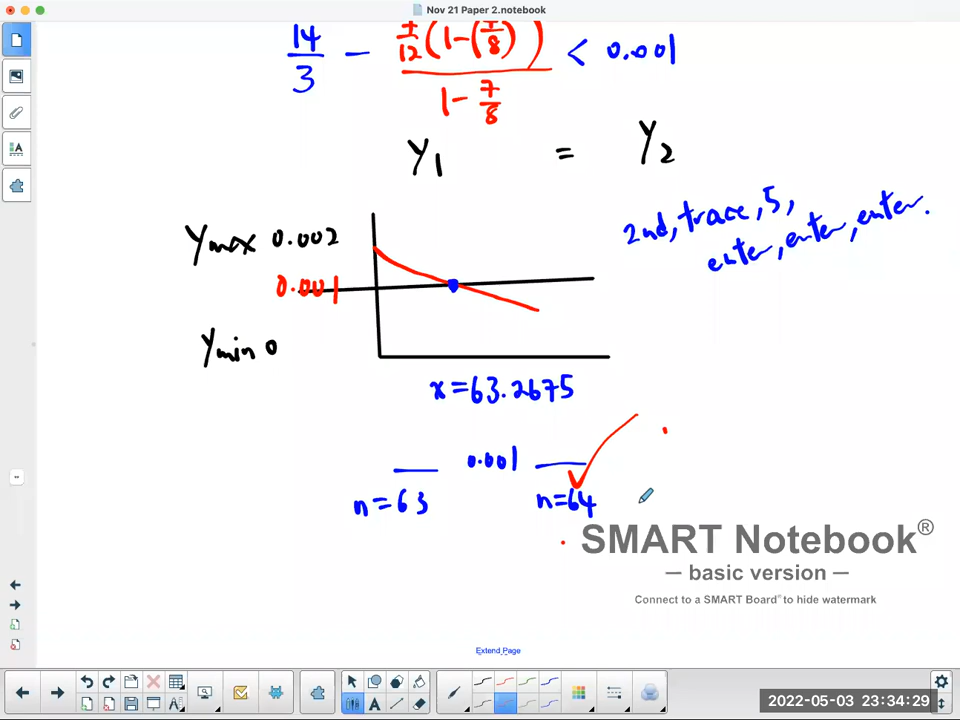 Nov 21 Paper 2.notebook
14/3 - 7/12(1-(7/8))/1-7/8 < 0.001
Y1 = Y2
2nd, trace, 5,
enter, enter, enter.
Ymax 0.002
0.001
Ymin 0
x=63.2675
0.001
n=63 n=64
SMART Notebook®
— basic version —
Connect to a SMART Board® to hide watermark
Extend Page
2022-05-03 23:34:29